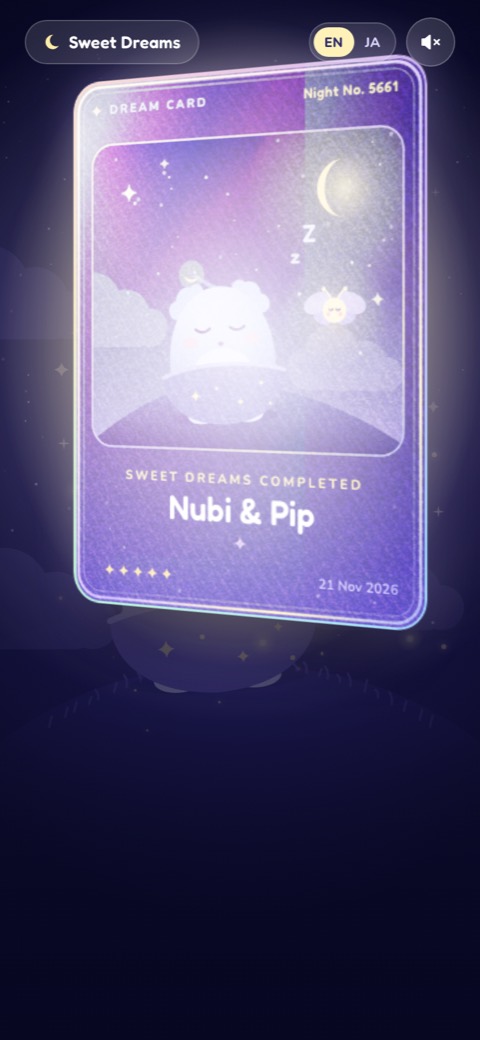 Sweet Dreams
EN JA
DREAM CARD
Night No. 5661
Z
z
SWEET DREAMS COMPLETED
Nubi & Pip
21 Nov 2026